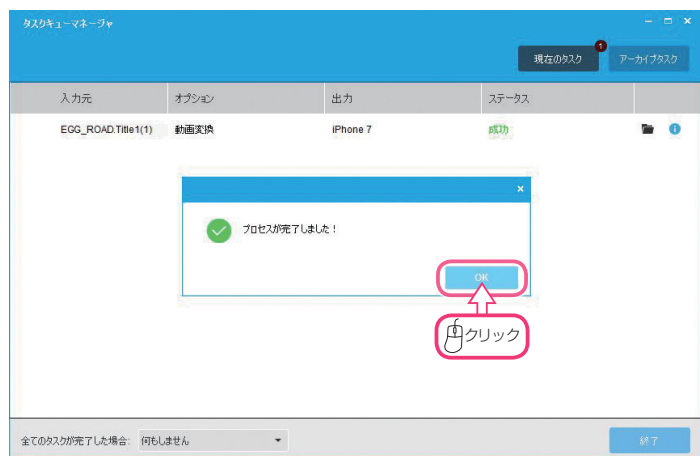 タスクキューマネージャ
現在のタスク
1
アーカイブタスク
入力元 オプション 出力 ステータス
EGG_ROAD.Title1(1) 動画変換 iPhone 7 成功
プロセスが完了しました!
OK
クリック
全てのタスクが完了した場合: 何もしません
終了